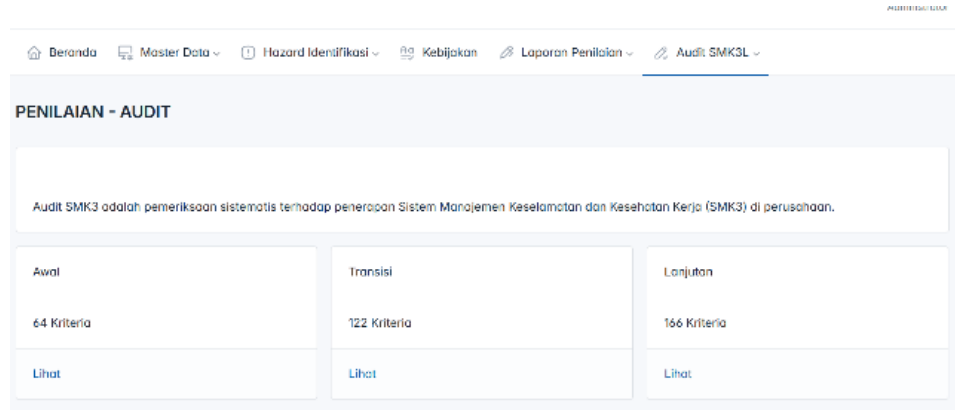 Administrator
Beranda Master Data Hazard Identifikasi Kebijakan Laporan Penilaian Audit SMK3L
PENILAIAN - AUDIT
Audit SMK3 adalah pemeriksaan sistematis terhadap penerapan Sistem Manajemen Keselamatan dan Kesehatan Kerja (SMK3) di perusahaan.
Awal Transisi Lanjutan
64 Kriteria 122 Kriteria 166 Kriteria
Lihat Lihat Lihat